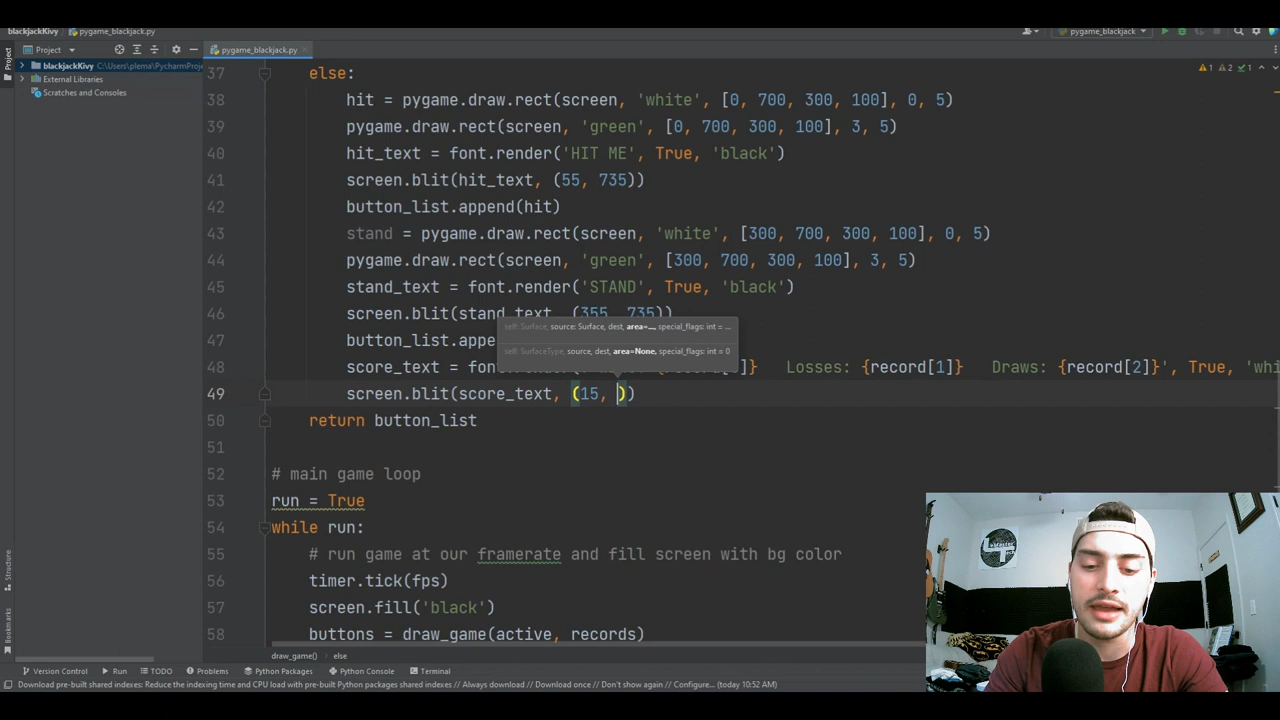 blackjackKivy
pygame_blackjack.py
pygame_blackjack
Project
pygame_blackjack.py
Project
blackjackKivy C:\Users\plema\PycharmProje
External Libraries
Scratches and Consoles
1 2 1
37 else:
38 hit = pygame.draw.rect(screen, 'white', [0, 700, 300, 100], 0, 5)
39 pygame.draw.rect(screen, 'green', [0, 700, 300, 100], 3, 5)
40 hit_text = font.render('HIT ME', True, 'black')
41 screen.blit(hit_text, (55, 735))
42 button_list.append(hit)
43 stand = pygame.draw.rect(screen, 'white', [300, 700, 300, 100], 0, 5)
44 pygame.draw.rect(screen, 'green', [300, 700, 300, 100], 3, 5)
45 stand_text = font.render('STAND', True, 'black')
46 screen.blit(stand_text, (355, 735))
self: Surface, source: Surface, dest, area=..., special_flags: int = ...
47 button_list.appe
self: SurfaceType, source, dest, area=None, special_flags: int = 0
48 score_text = font. ] Losses: {record[1]} Draws: {record[2]}', True, 'whi
49 screen.blit(score_text, (15, ))
50 return button_list
51
52 # main game loop
53 run = True
54 while run:
55 # run game at our framerate and fill screen with bg color
56 timer.tick(fps)
57 screen.fill('black')
58 buttons = draw_game(active, records)
draw_game() else
Structure
Bookmarks
Version Control Run TODO Problems Python Packages Python Console Terminal
Download pre-built shared indexes: Reduce the indexing time and CPU load with pre-built Python packages shared indexes // Always download // Download once // Don't show again // Configure... (today 10:52 AM)